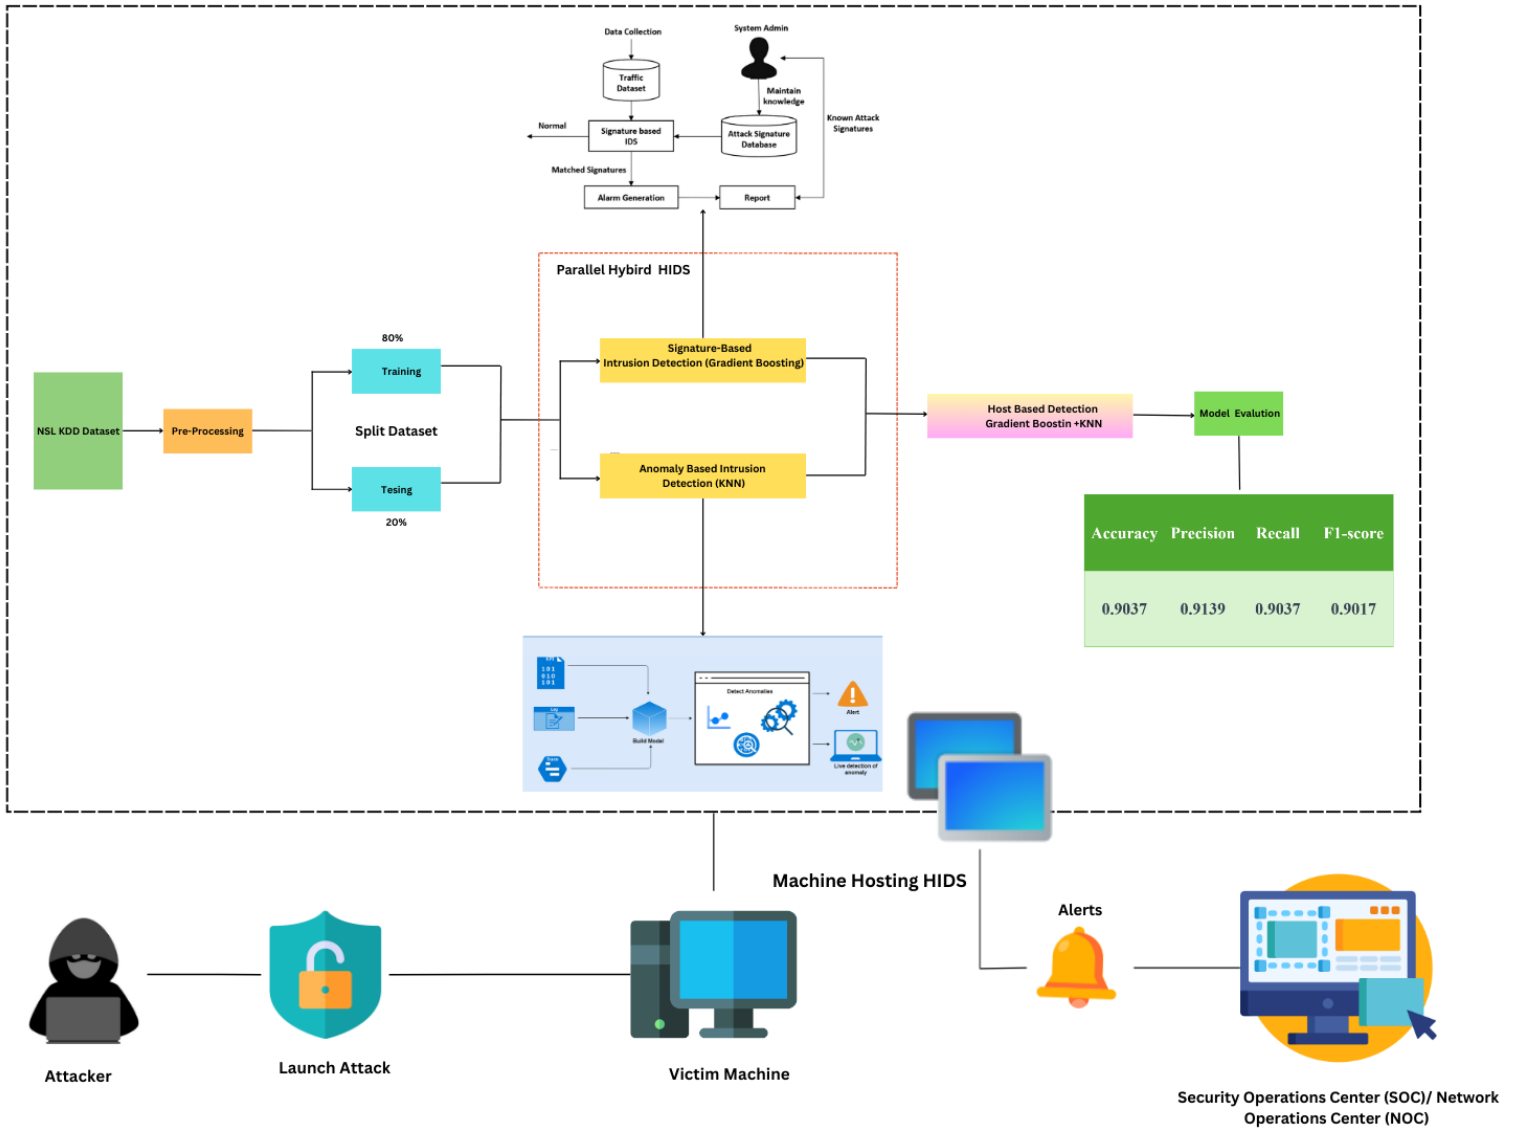 Data Collection
System Admin
Traffic
Dataset
Maintain
knowledge
Known Attack
Signatures
Normal
Signature based
IDS
Attack Signature
Database
Matched Signatures
Alarm Generation
Report
Parallel Hybird HIDS
80%
Training
Signature-Based
Intrusion Detection (Gradient Boosting)
NSL KDD Dataset
Pre-Processing
Split Dataset
Host Based Detection
Gradient Boostin +KNN
Model Evalution
Anomaly Based Intrusion
Detection (KNN)
Tesing
20%
Accuracy Precision Recall F1-score
0.9037 0.9139 0.9037 0.9017
101
010
101
Log
Build Model
Detect Anomalies
Alert
Live detection of
anomaly
Machine Hosting HIDS
Alerts
Attacker
Launch Attack
Victim Machine
Security Operations Center (SOC)/ Network
Operations Center (NOC)